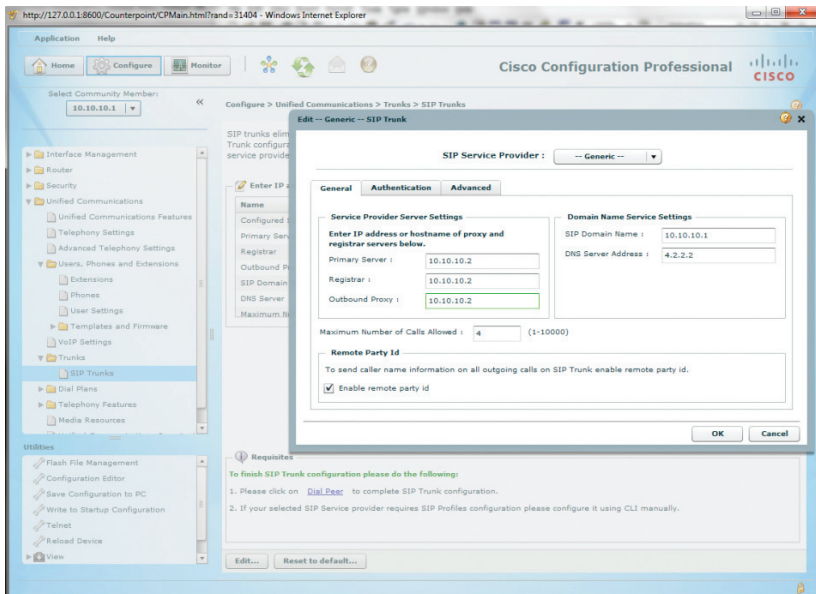 http://127.0.0.1:8600/Counterpoint/CPMain.html?rand=31404 - Windows Internet Explorer
Application Help
Home Configure Monitor
Cisco Configuration Professional
CISCO
Select Community Member:
10.10.10.1
Interface Management
Router
Security
Unified Communications
Unified Communications Features
Telephony Settings
Advanced Telephony Settings
Users, Phones and Extensions
Extensions
Phones
User Settings
Templates and Firmware
VoIP Settings
Trunks
SIP Trunks
Dial Plans
Telephony Features
Media Resources
Utilities
Flash File Management
Configuration Editor
Save Configuration to PC
Write to Startup Configuration
Telnet
Reload Device
View
Configure > Unified Communications > Trunks > SIP Trunks
SIP trunks elim
Trunk configura
service provide
Enter IP a
Name
Configured
Primary Serv
Registrar
Outbound Pr
SIP Domain
DNS Server
Maximum Nu
Edit -- Generic -- SIP Trunk
SIP Service Provider : -- Generic --
General Authentication Advanced
Service Provider Server Settings
Enter IP address or hostname of proxy and
registrar servers below.
Primary Server : 10.10.10.2
Registrar : 10.10.10.2
Outbound Proxy : 10.10.10.2
Domain Name Service Settings
SIP Domain Name : 10.10.10.1
DNS Server Address : 4.2.2.2
Maximum Number of Calls Allowed : 4 (1-10000)
Remote Party Id
To send caller name information on all outgoing calls on SIP Trunk enable remote party id.
Enable remote party id
OK Cancel
Requisites
To finish SIP Trunk configuration please do the following:
1. Please click on Dial Peer to complete SIP Trunk configuration.
2. If your selected SIP Service provider requires SIP Profiles configuration please configure it using CLI manually.
Edit... Reset to default...